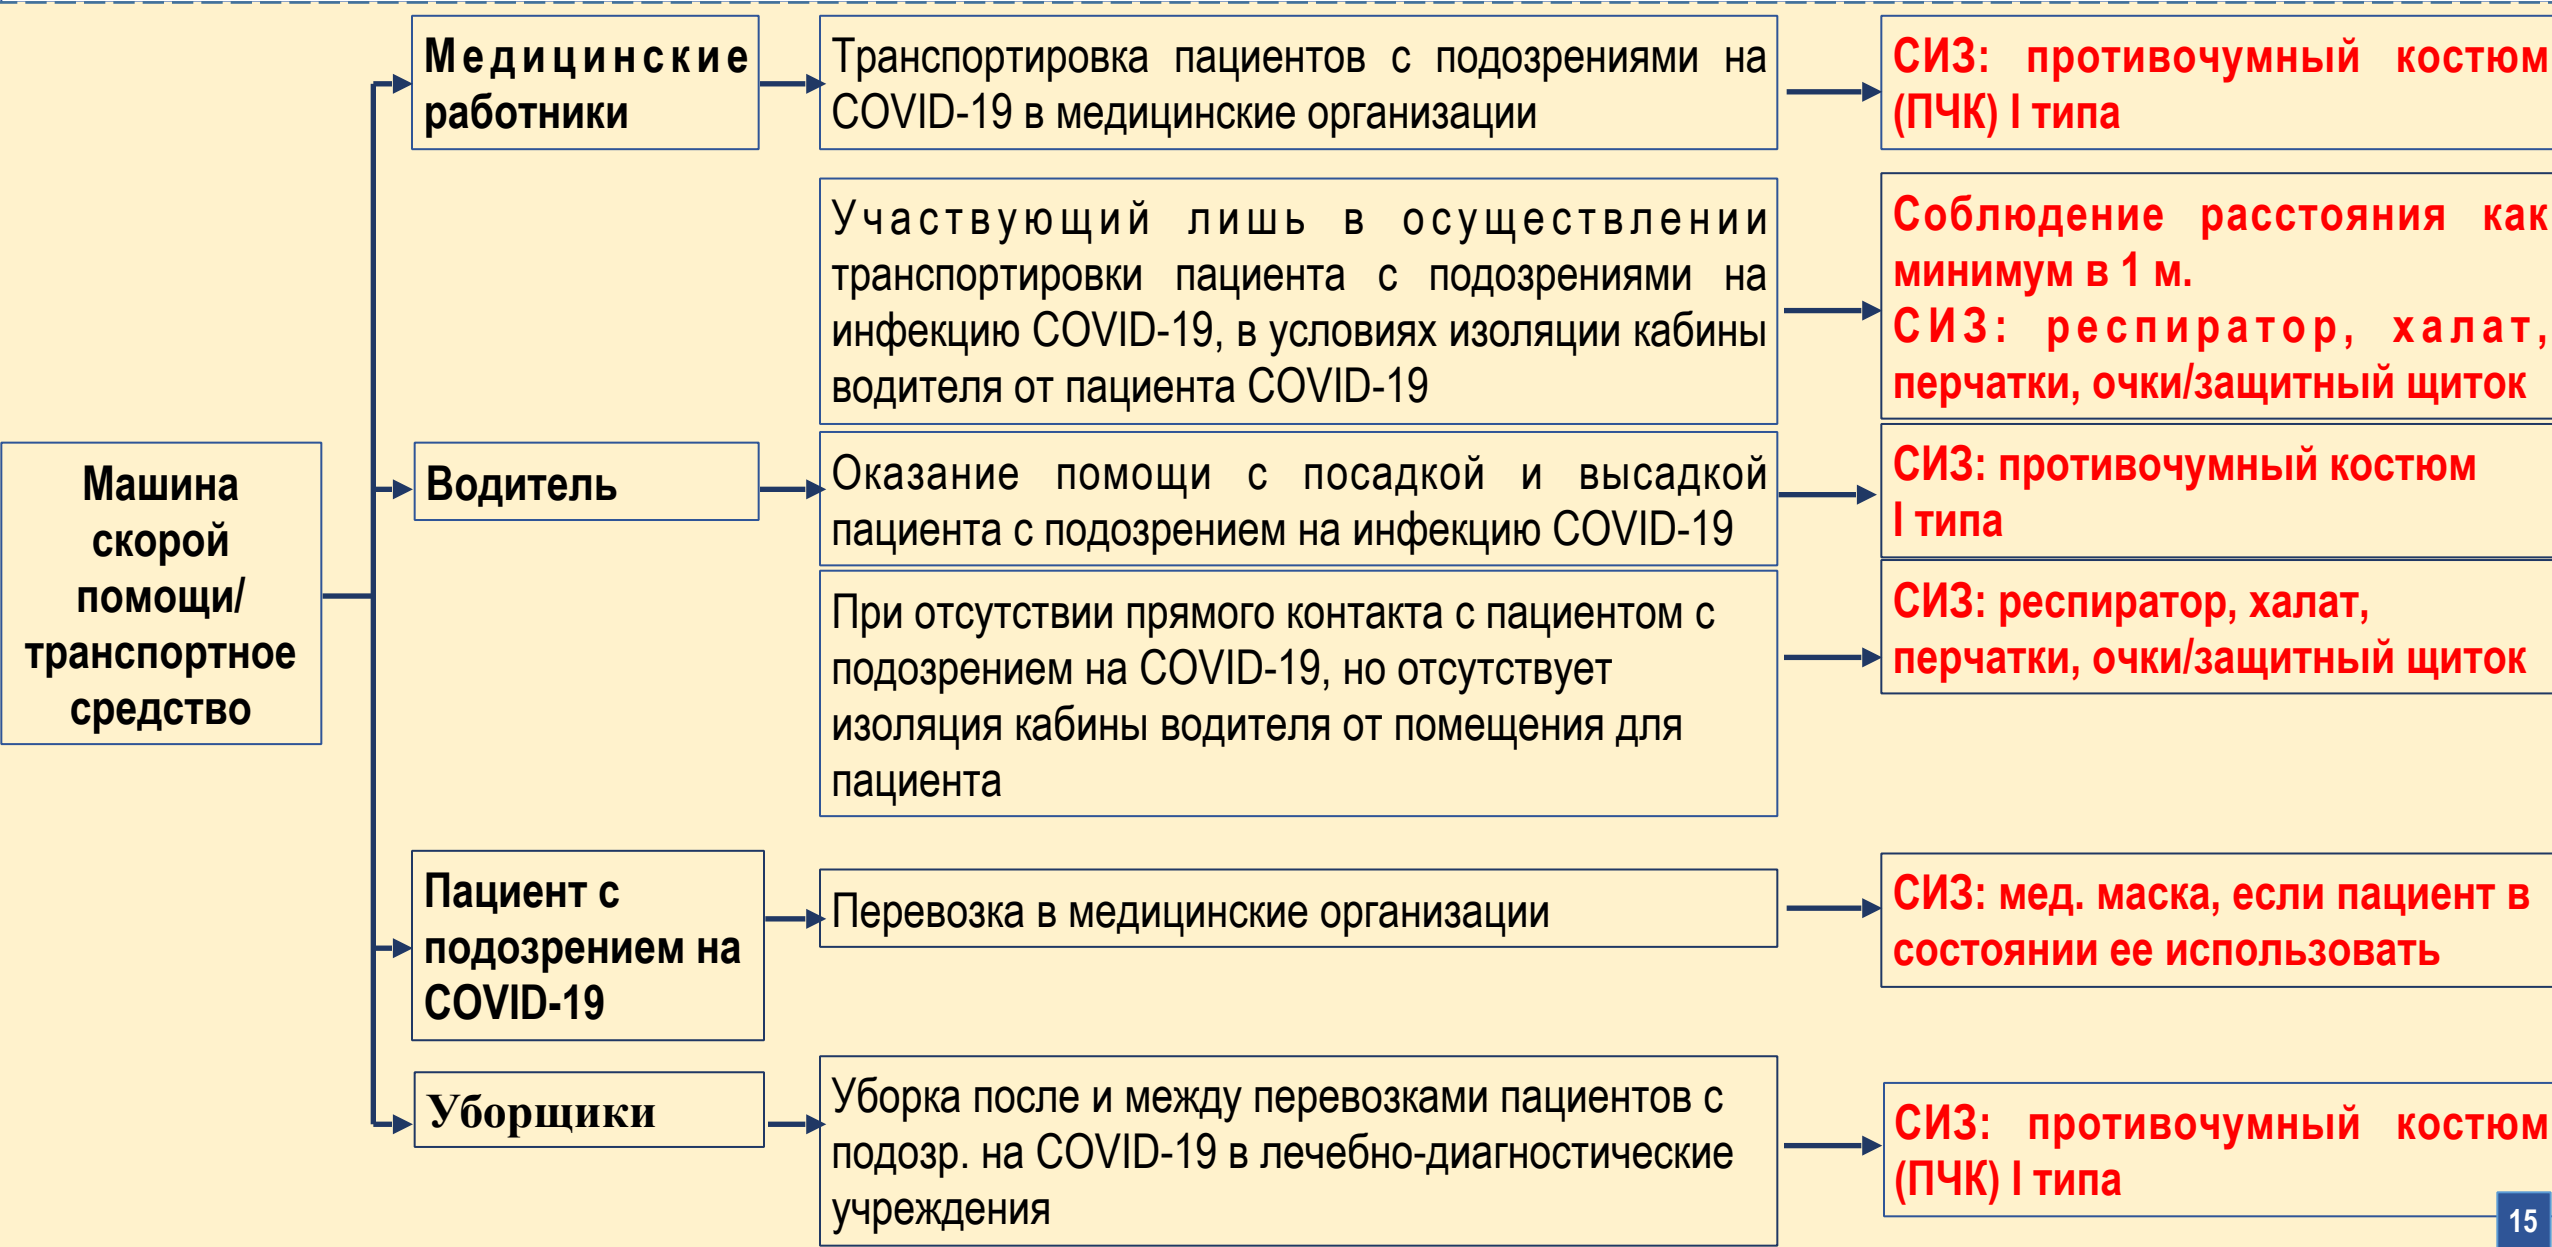 Машина
скорой
помощи/
транспортное
средство
Медицинские
работники
Транспортировка пациентов с подозрениями на
COVID-19 в медицинские организации
СИЗ: противочумный костюм
(ПЧК) I типа
Водитель
Участвующий лишь в осуществлении
транспортировки пациента с подозрениями на
инфекцию COVID-19, в условиях изоляции кабины
водителя от пациента COVID-19
Соблюдение расстояния как
минимум в 1 м.
СИЗ: респиратор, халат,
перчатки, очки/защитный щиток
Оказание помощи с посадкой и высадкой
пациента с подозрением на инфекцию COVID-19
СИЗ: противочумный костюм
I типа
При отсутствии прямого контакта с пациентом с
подозрением на COVID-19, но отсутствует
изоляция кабины водителя от помещения для
пациента
СИЗ: респиратор, халат,
перчатки, очки/защитный щиток
Пациент с
подозрением на
COVID-19
Перевозка в медицинские организации
СИЗ: мед. маска, если пациент в
состоянии ее использовать
Уборщики
Уборка после и между перевозками пациентов с
подозр. на COVID-19 в лечебно-диагностические
учреждения
СИЗ: противочумный костюм
(ПЧК) I типа
15